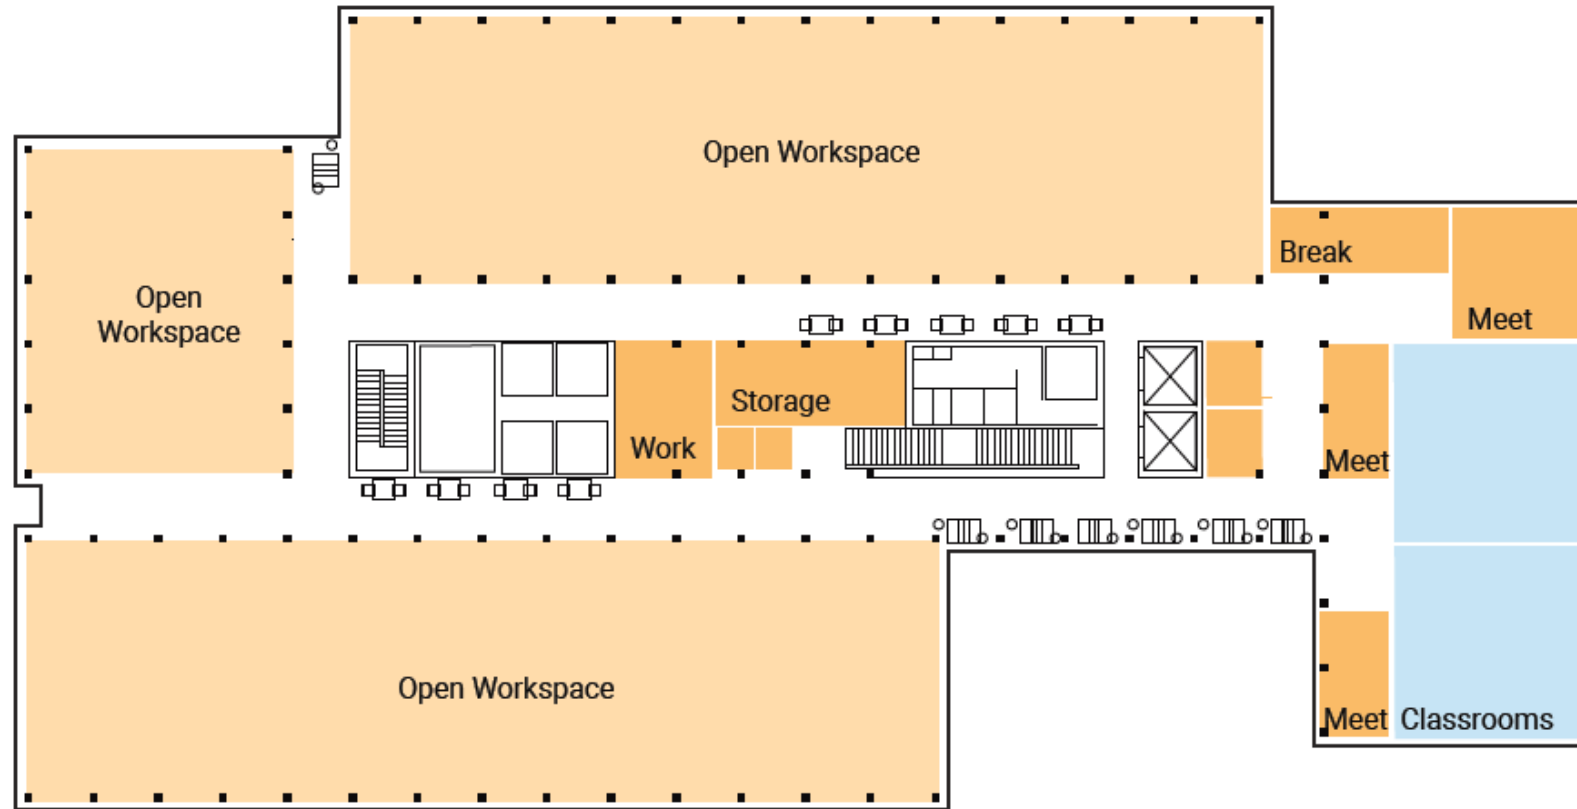 Open Workspace
Break
Open
Workspace
Meet
Storage
Work
Meet
Open Workspace
Meet
Classrooms